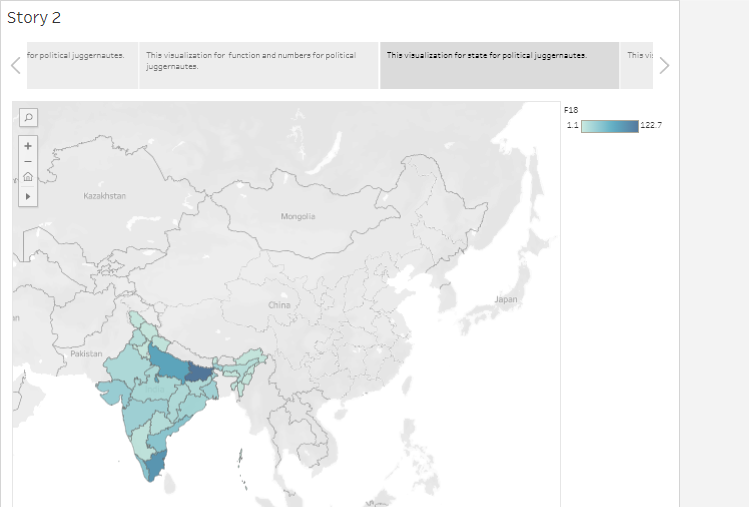 Story 2
for political juggernautes.
This visualization for function and numbers for political
juggernautes.
This visualization for state for political juggernautes.
This vi
F18
1.1
122.7
Kazakhstan
Mongolia
China
Japan
Pakistan